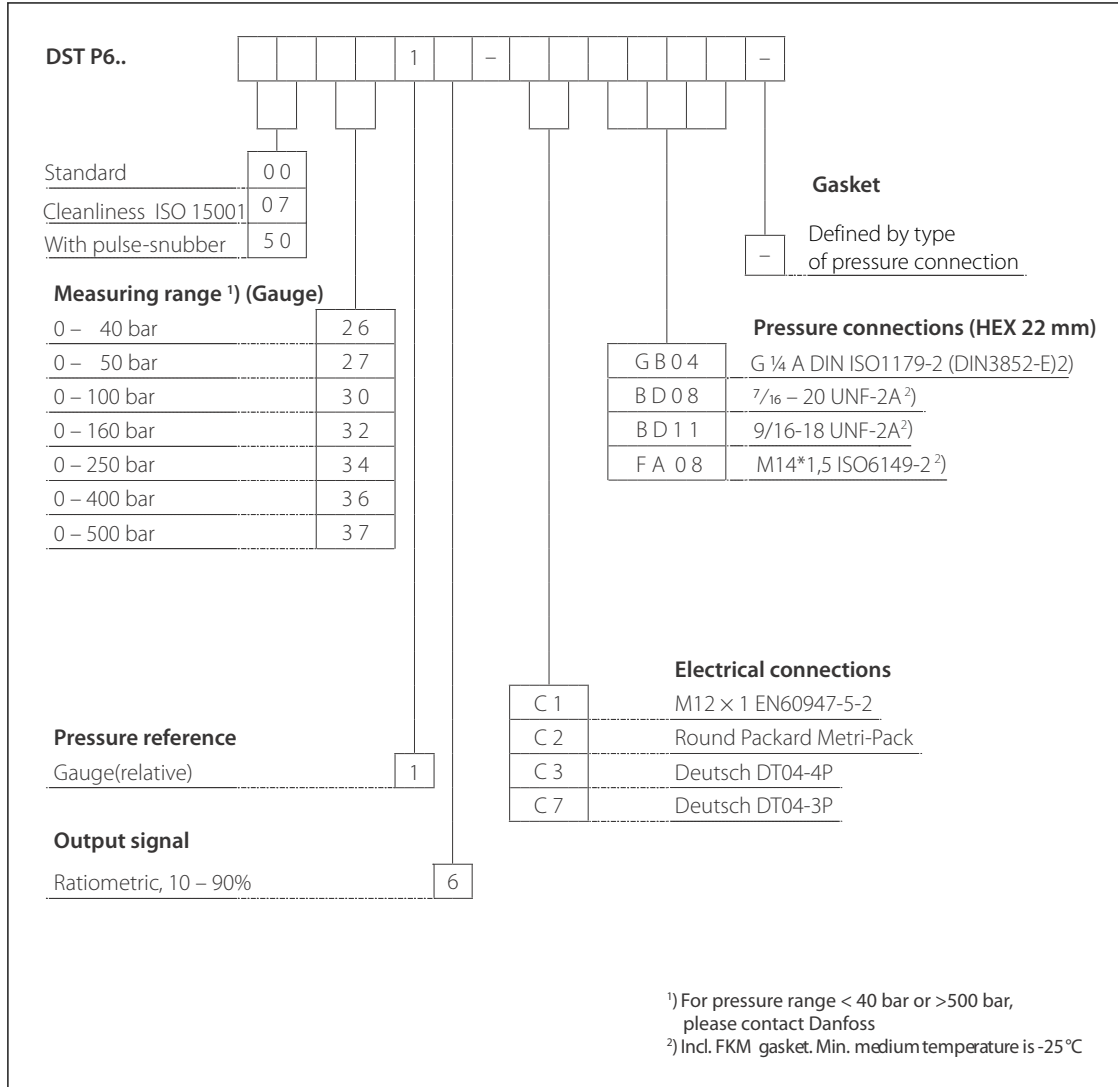 DST P6.. 1 – –
Standard 0 0
Cleanliness ISO 15001 0 7
With pulse-snubber 5 0
Gasket
– Defined by type
of pressure connection
Measuring range ¹) (Gauge)
0 – 40 bar 2 6
0 – 50 bar 2 7
0 – 100 bar 3 0
0 – 160 bar 3 2
0 – 250 bar 3 4
0 – 400 bar 3 6
0 – 500 bar 3 7
Pressure connections (HEX 22 mm)
G B 0 4 G ¼ A DIN ISO1179-2 (DIN3852-E)2)
B D 0 8 ⁷/₁₆ – 20 UNF-2A ²)
B D 1 1 9/16-18 UNF-2A²)
F A 0 8 M14*1,5 ISO6149-2 ²)
Electrical connections
C 1 M12 × 1 EN60947-5-2
C 2 Round Packard Metri-Pack
C 3 Deutsch DT04-4P
C 7 Deutsch DT04-3P
Pressure reference
Gauge(relative) 1
Output signal
Ratiometric, 10 – 90% 6
¹) For pressure range < 40 bar or >500 bar,
please contact Danfoss
²) Incl. FKM gasket. Min. medium temperature is -25 °C